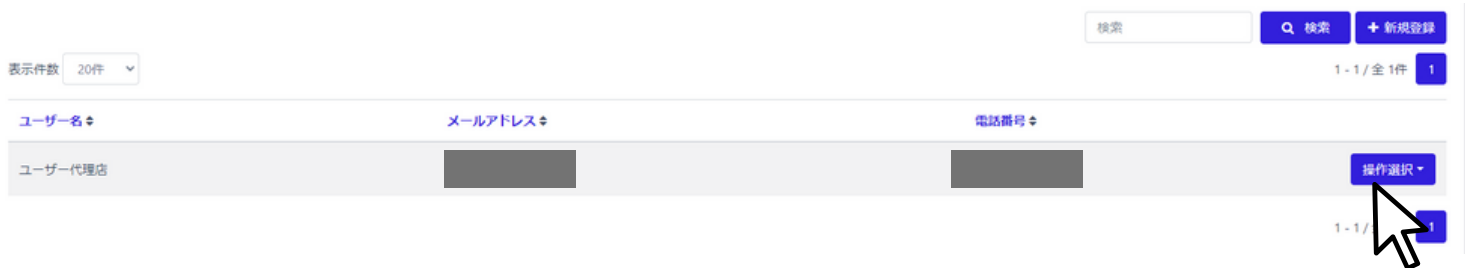 検索 検索 + 新規登録
表示件数 20件 1 - 1 / 全 1件 1
ユーザー名 メールアドレス 電話番号
ユーザー代理店 操作選択
1 - 1 / 1